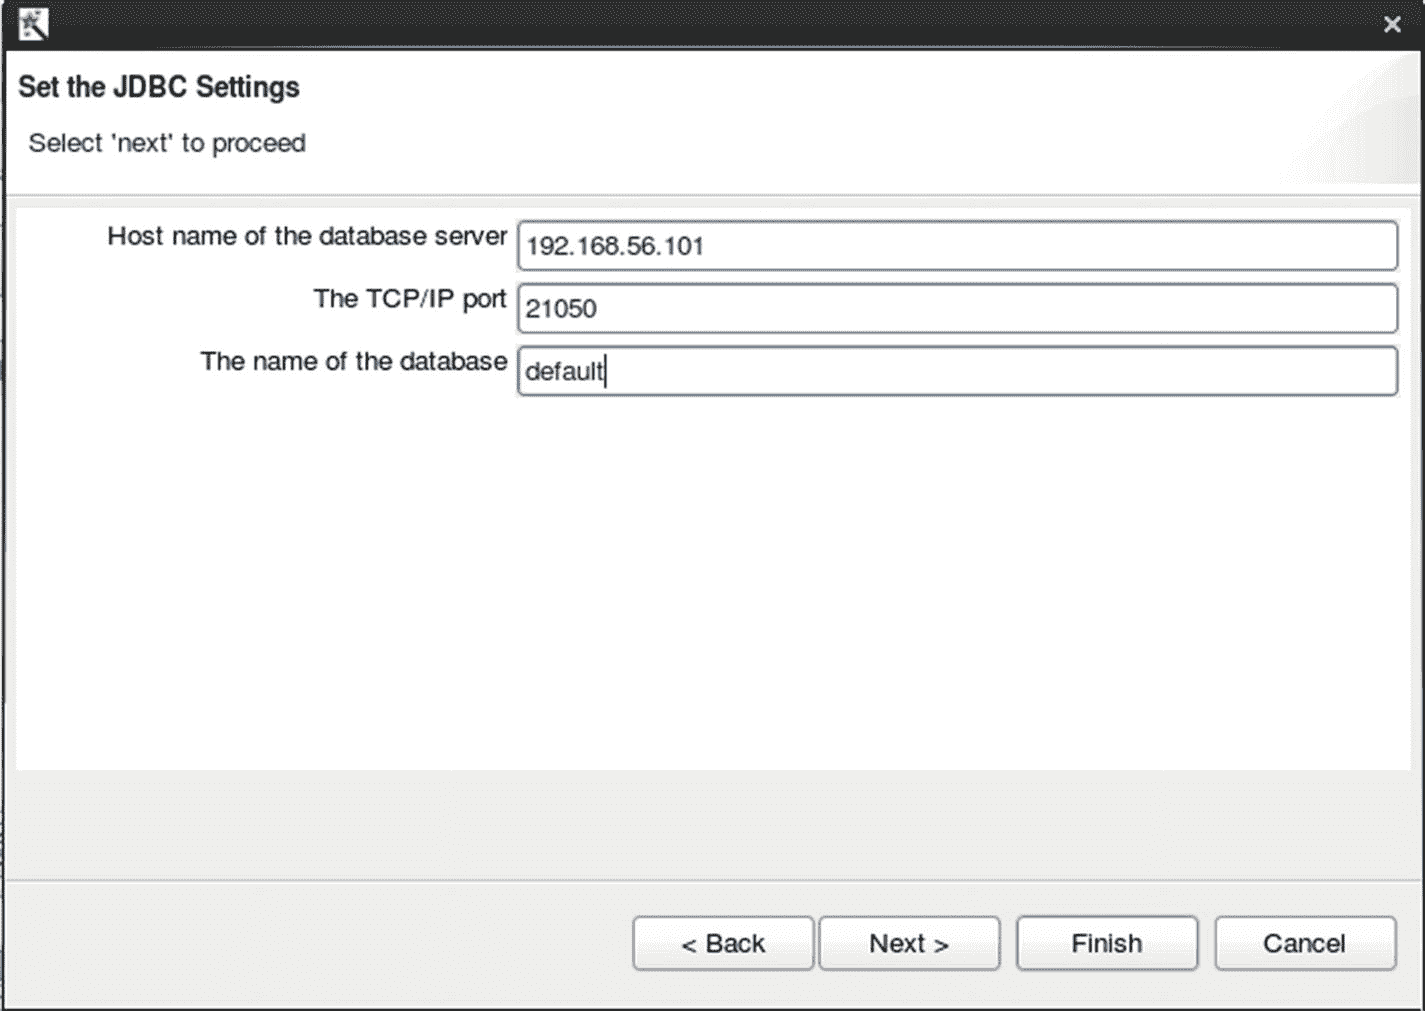 Set the JDBC Settings
Select 'next' to proceed
Host name of the database server 192.168.56.101
The TCP/IP port 21050
The name of the database default
< Back Next > Finish Cancel